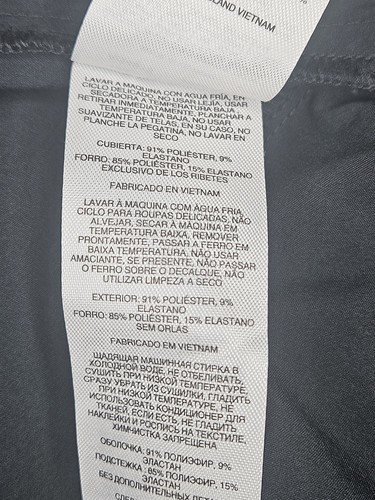 LAND VIETNAM
LAVAR A MAQUINA CON AGUA FRÍA, EN
CICLO DELICADO, NO USAR LEJÍA, USAR
SECADORA A TEMPERATURA BAJA
RETIRAR INMEDIATAMENTE, PLANCHAR A
TEMPERATURA BAJA, NO USAR
SUAVIZANTE DE TELAS, EN SU CASO, NO
PLANCHE LA PEGATINA, NO LAVAR EN
SECO
CUBIERTA: 91% POLIÉSTER, 9%
ELASTANO
FORRO: 85% POLIÉSTER, 15% ELASTANO
EXCLUSIVO DE LOS RIBETES
FABRICADO EN VIETNAM
LAVAR À MAQUINA COM ÁGUA FRIA,
CICLO PARA ROUPAS DELICADAS, NÃO
ALVEJAR, SECAR À MÁQUINA EM
TEMPERATURA BAIXA, REMOVER
PRONTAMENTE, PASSAR A FERRO EM
BAIXA TEMPERATURA, NÃO USAR
AMACIANTE, SE PRESENTE, NÃO PASSAR
O FERRO SOBRE O DECALQUE, NÃO
UTILIZAR LIMPEZA A SECO
EXTERIOR: 91% POLIÉSTER, 9%
ELASTANO
FORRO: 85% POLIÉSTER, 15% ELASTANO
SEM ORLAS
FABRICADO EM VIETNAM
ЩАДЯЩАЯ МАШИННАЯ СТИРКА В
ХОЛОДНОЙ ВОДЕ, НЕ ОТБЕЛИВАТЬ,
СУШИТЬ ПРИ НИЗКОЙ ТЕМПЕРАТУРЕ,
СРАЗУ УБРАТЬ ИЗ СУШИЛКИ, ГЛАДИТЬ
ПРИ НИЗКОЙ ТЕМПЕРАТУРЕ, НЕ
ИСПОЛЬЗОВАТЬ КОНДИЦИОНЕР ДЛЯ
ТКАНЕЙ, ЕСЛИ ЕСТЬ, НЕ ГЛАДИТЬ
НАКЛЕЙКИ И РОСПИСЬ НА ТЕКСТИЛЕ,
ХИМЧИСТКА ЗАПРЕЩЕНА
ОБОЛОЧКА: 91% ПОЛИЭФИР, 9%
ЭЛАСТАН
ПОДСТЕЖКА : 85% ПОЛИЭФИР, 15%
ЭЛАСТАН
БЕЗ ДОПОЛНИТЕЛЬНЫХ